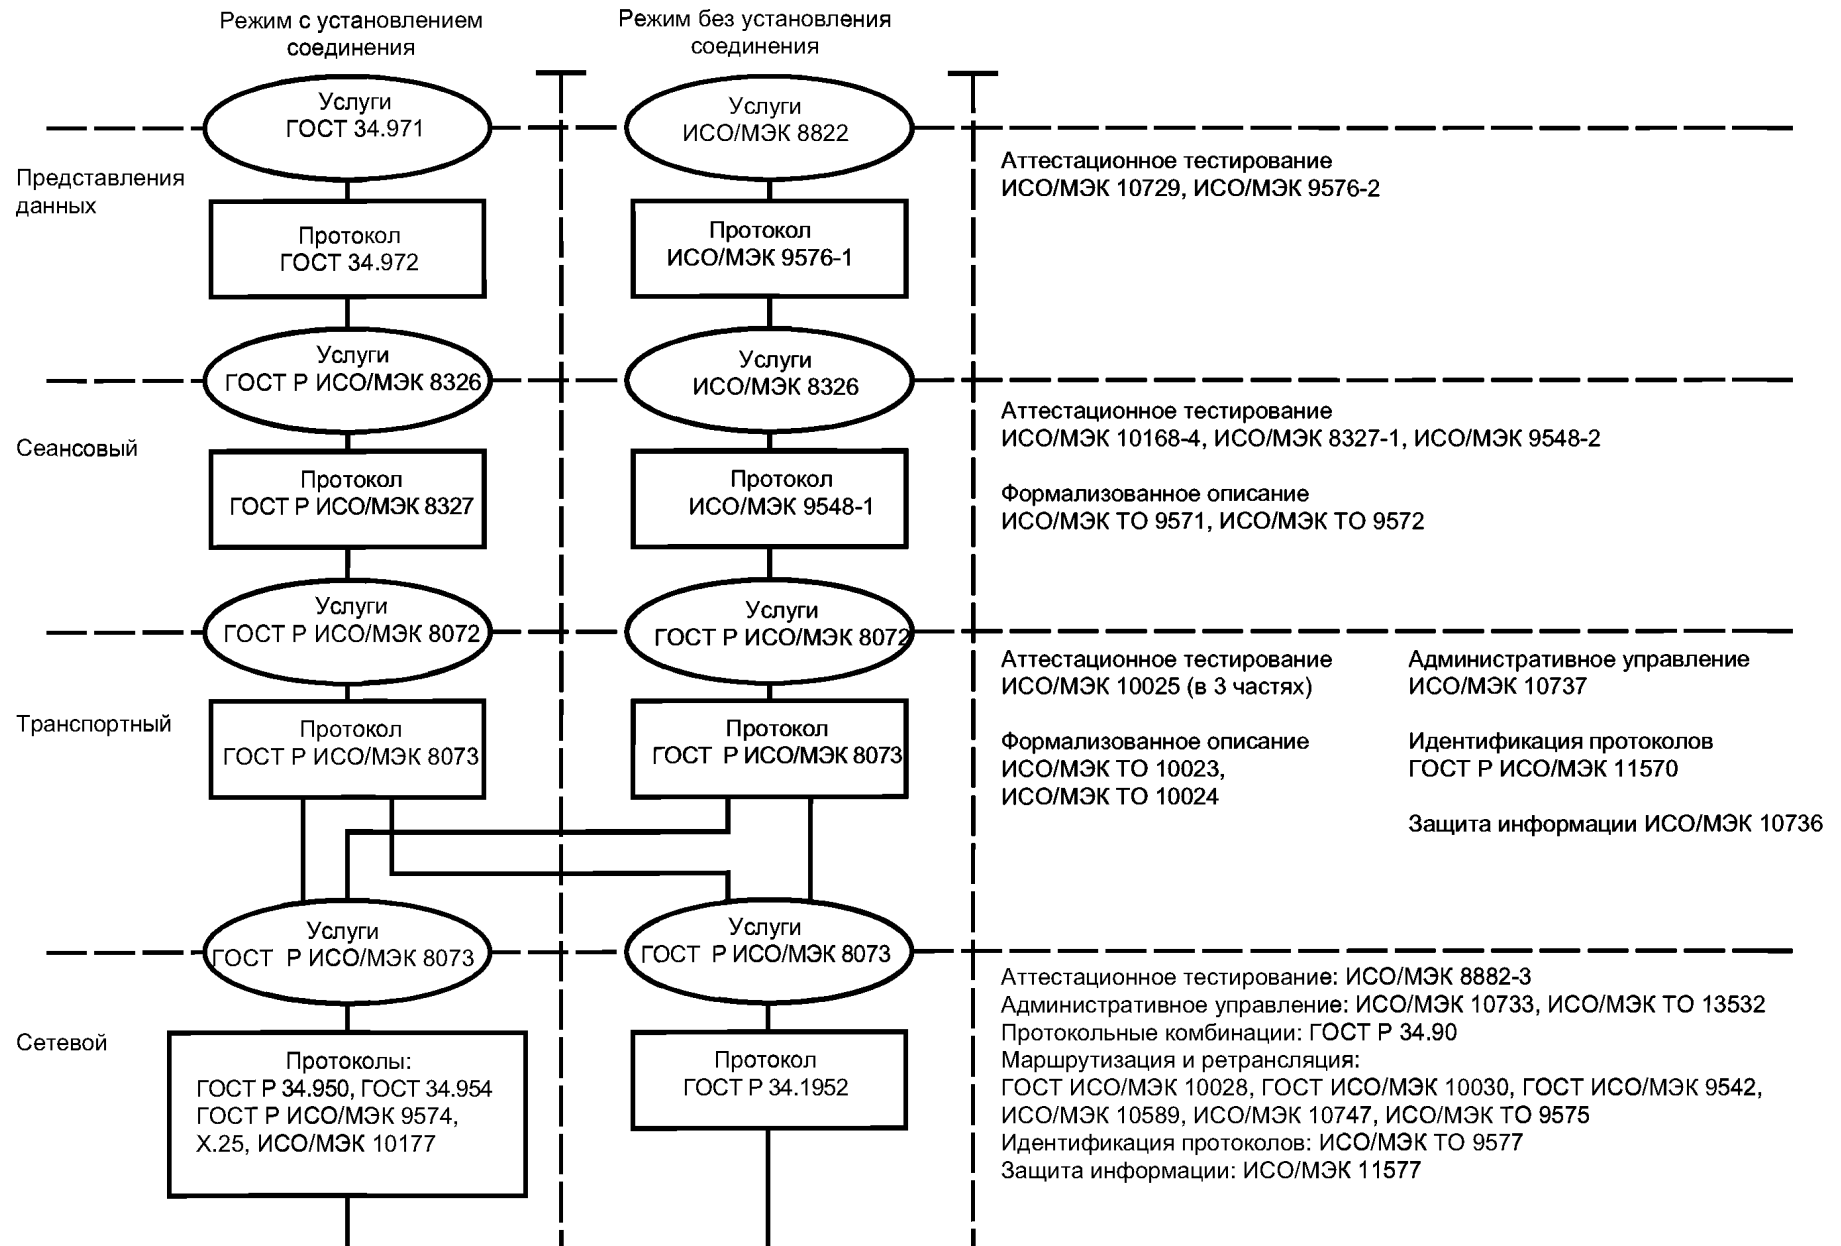 Режим с установлением
соединения
Режим без установления
соединения
Услуги
ГОСТ 34.971
Услуги
ИСО/МЭК 8822
Представления
данных
Аттестационное тестирование
ИСО/МЭК 10729, ИСО/МЭК 9576-2
Протокол
ГОСТ 34.972
Протокол
ИСО/МЭК 9576-1
Услуги
ГОСТ Р ИСО/МЭК 8326
Услуги
ИСО/МЭК 8326
Сеансовый
Аттестационное тестирование
ИСО/МЭК 10168-4, ИСО/МЭК 8327-1, ИСО/МЭК 9548-2
Протокол
ГОСТ Р ИСО/МЭК 8327
Протокол
ИСО/МЭК 9548-1
Формализованное описание
ИСО/МЭК ТО 9571, ИСО/МЭК ТО 9572
Услуги
ГОСТ Р ИСО/МЭК 8072
Услуги
ГОСТ Р ИСО/МЭК 8072
Транспортный
Протокол
ГОСТ Р ИСО/МЭК 8073
Протокол
ГОСТ Р ИСО/МЭК 8073
Аттестационное тестирование
ИСО/МЭК 10025 (в 3 частях)
Формализованное описание
ИСО/МЭК ТО 10023,
ИСО/МЭК ТО 10024
Административное управление
ИСО/МЭК 10737
Идентификация протоколов
ГОСТ Р ИСО/МЭК 11570
Защита информации ИСО/МЭК 10736
Услуги
ГОСТ Р ИСО/МЭК 8073
Услуги
ГОСТ Р ИСО/МЭК 8073
Сетевой
Протоколы:
ГОСТ Р 34.950, ГОСТ 34.954
ГОСТ Р ИСО/МЭК 9574,
Х.25, ИСО/МЭК 10177
Протокол
ГОСТ Р 34.1952
Аттестационное тестирование: ИСО/МЭК 8882-3
Административное управление: ИСО/МЭК 10733, ИСО/МЭК ТО 13532
Протокольные комбинации: ГОСТ Р 34.90
Маршрутизация и ретрансляция:
ГОСТ ИСО/МЭК 10028, ГОСТ ИСО/МЭК 10030, ГОСТ ИСО/МЭК 9542,
ИСО/МЭК 10589, ИСО/МЭК 10747, ИСО/МЭК ТО 9575
Идентификация протоколов: ИСО/МЭК ТО 9577
Защита информации: ИСО/МЭК 11577